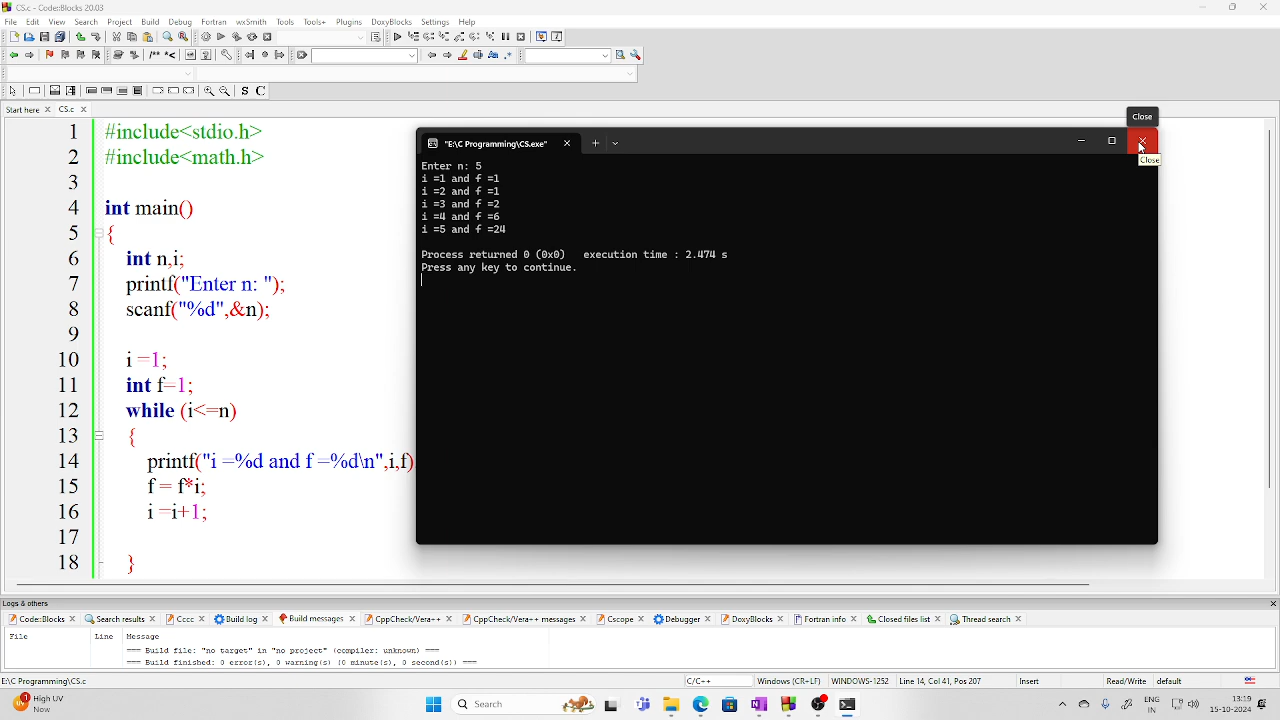 CS.c - Code::Blocks 20.03
File Edit View Search Project Build Debug Fortran wxSmith Tools Tools+ Plugins DoxyBlocks Settings Help
Start here CS.c
Close
"E:\C Programming\CS.exe"
Close
1 #include<stdio.h>
2 #include<math.h>
3
4 int main()
5 {
6 int n,i;
7 printf("Enter n: ");
8 scanf("%d",&n);
9
10 i =1;
11 int f=1;
12 while (i<=n)
13 {
14 printf("i =%d and f =%d\n",i,f)
15 f = f*i;
16 i =i+1;
17
18 }
Enter n: 5
i =1 and f =1
i =2 and f =1
i =3 and f =2
i =4 and f =6
i =5 and f =24
Process returned 0 (0x0) execution time : 2.474 s
Press any key to continue.
Logs & others
Code::Blocks Search results Cccc Build log Build messages CppCheck/Vera++ CppCheck/Vera++ messages Cscope Debugger DoxyBlocks Fortran info Closed files list Thread search
File Line Message
=== Build file: "no target" in "no project" (compiler: unknown) ===
=== Build finished: 0 error(s), 0 warning(s) (0 minute(s), 0 second(s)) ===
E:\C Programming\CS.c C/C++ Windows (CR+LF) WINDOWS-1252 Line 14, Col 41, Pos 207 Insert Read/Write default
High UV
Now
Search
ENG
IN
13:19
15-10-2024